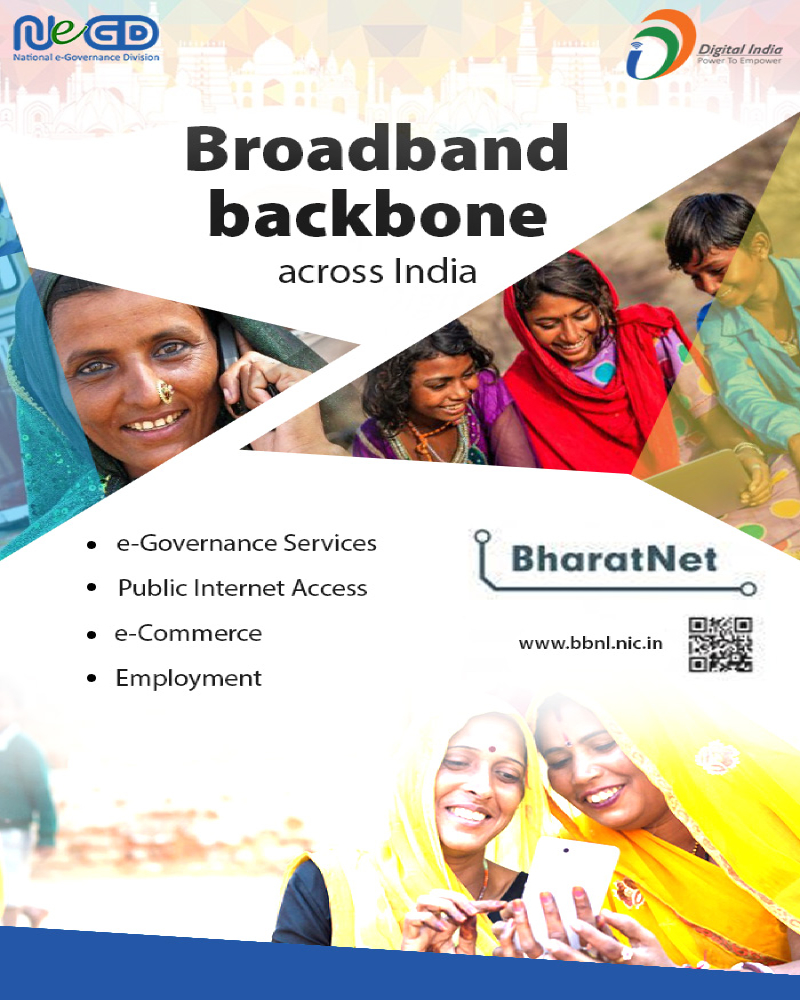 NeGD
National e-Governance Division
Digital India
Power To Empower
Broadband
backbone
across India
• e-Governance Services
• Public Internet Access
• e-Commerce
• Employment
BharatNet
www.bbnl.nic.in